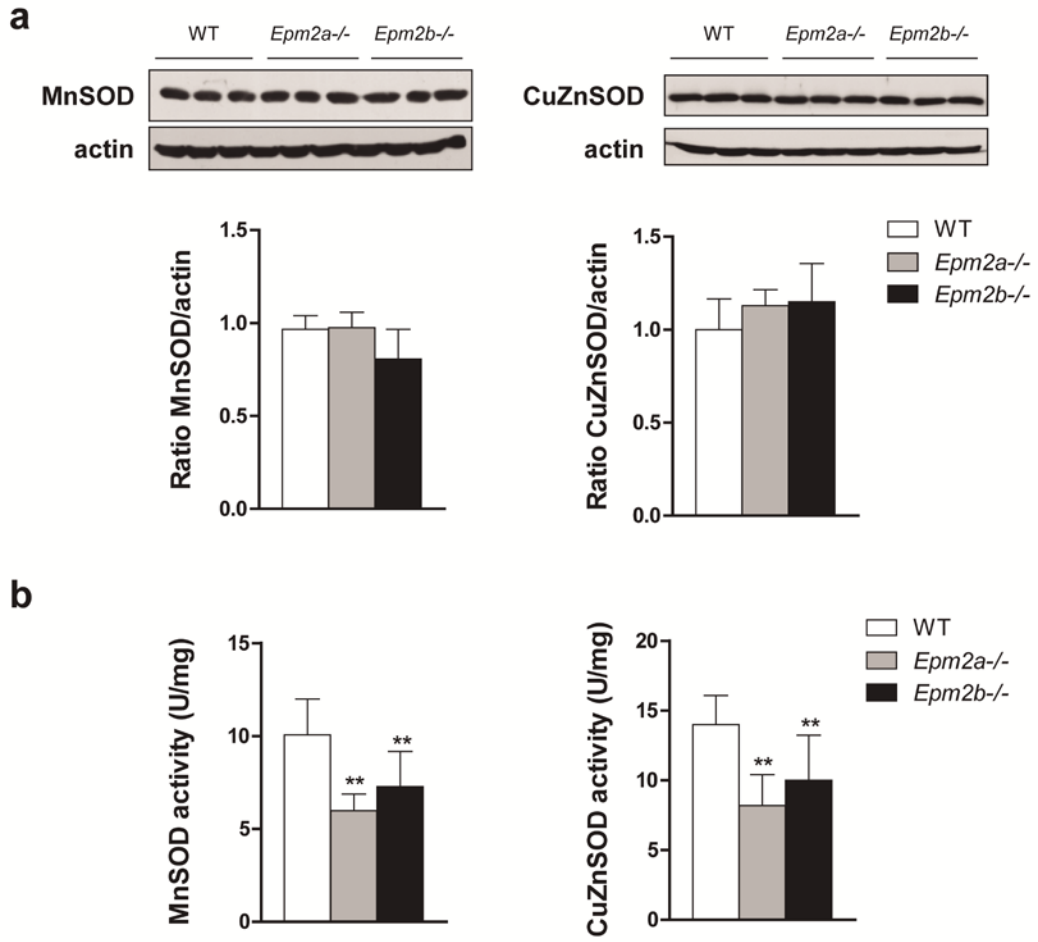 a
WT Epm2a-/- Epm2b-/-
MnSOD
actin
WT Epm2a-/- Epm2b-/-
CuZnSOD
actin
Ratio MnSOD/actin
1.5
1.0
0.5
0.0
Ratio CuZnSOD/actin
1.5
1.0
0.5
0.0
WT
Epm2a-/-
Epm2b-/-
b
MnSOD activity (U/mg)
15
10
5
0
**
**
CuZnSOD activity (U/mg)
20
15
10
5
0
**
**
WT
Epm2a-/-
Epm2b-/-